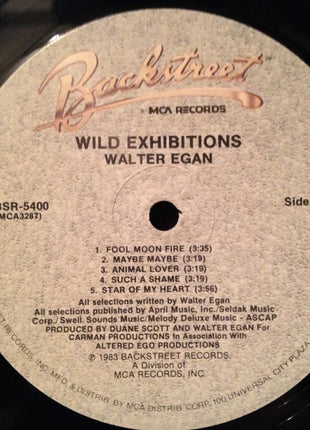 Backstreet
MCA RECORDS
WILD EXHIBITIONS
WALTER EGAN
BSR-5400
(MCA3287)
Side
1. FOOL MOON FIRE (3:35)
2. MAYBE MAYBE (3:19)
3. ANIMAL LOVER (3:19)
4. SUCH A SHAME (3:19)
5. STAR OF MY HEART (3:56)
All selections written by Walter Egan
All selections published by April Music, Inc./Seldak Music
Corp./Swell Sounds Music/Melody Deluxe Music - ASCAP
PRODUCED BY DUANE SCOTT AND WALTER EGAN For
CARMAN PRODUCTIONS In Association With
ALTERED EGO PRODUCTIONS
℗ 1983 BACKSTREET RECORDS.
A Division of
MCA RECORDS, INC.
RECORDS, INC. MFD. & DISTRIB. BY MCA DISTRIB. CORP., 100 UNIVERSAL CITY PLAZA